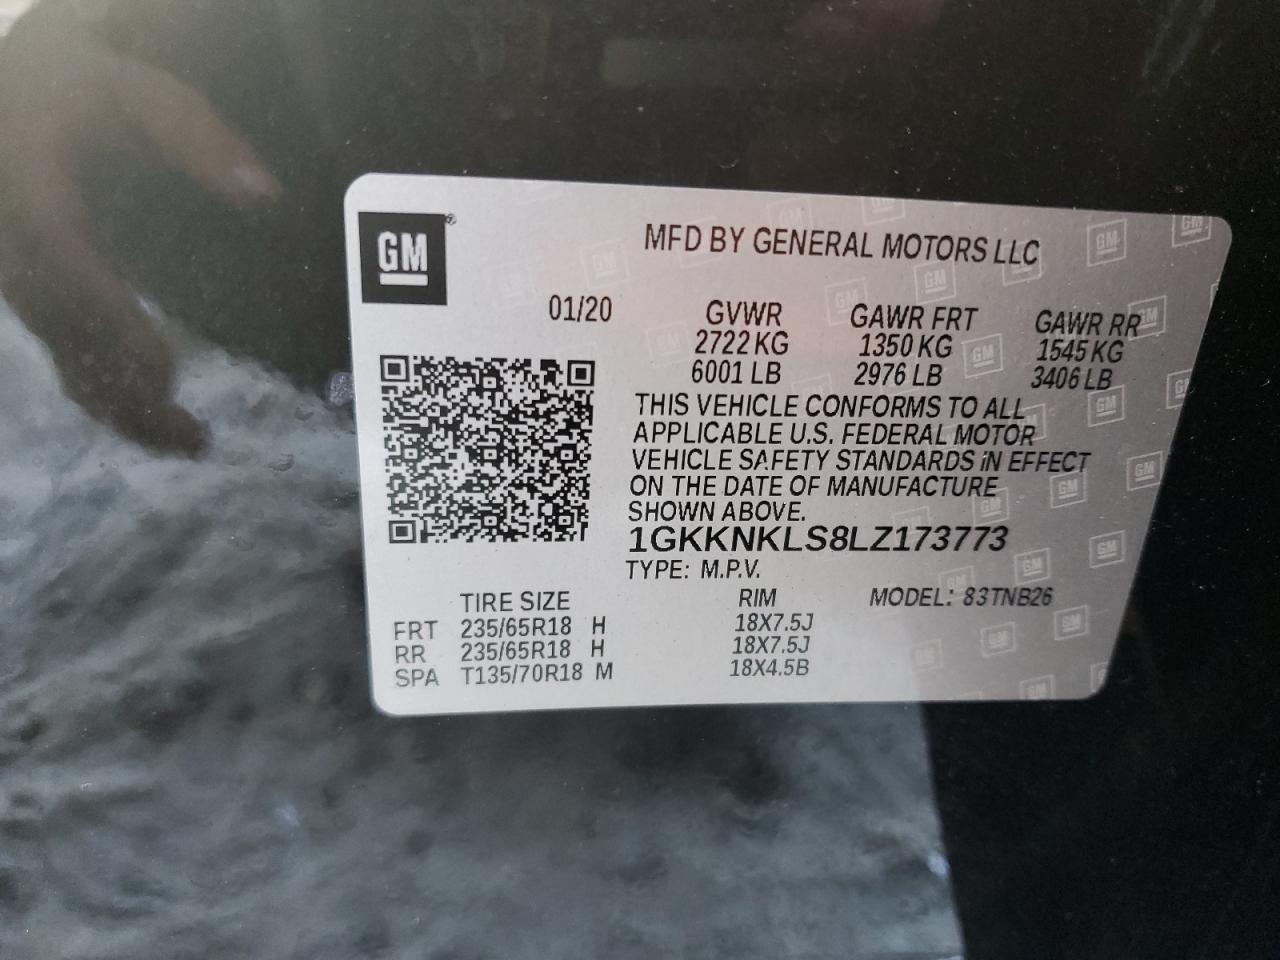 GM®
MFD BY GENERAL MOTORS LLC
01/20 GVWR GAWR FRT GAWR RR
2722 KG 1350 KG 1545 KG
6001 LB 2976 LB 3406 LB
THIS VEHICLE CONFORMS TO ALL
APPLICABLE U.S. FEDERAL MOTOR
VEHICLE SAFETY STANDARDS iN EFFECT
ON THE DATE OF MANUFACTURE
SHOWN ABOVE.
1GKKNKLS8LZ173773
TYPE: M.P.V.
TIRE SIZE RIM MODEL: 83TNB26
FRT 235/65R18 H 18X7.5J
RR 235/65R18 H 18X7.5J
SPA T135/70R18 M 18X4.5B